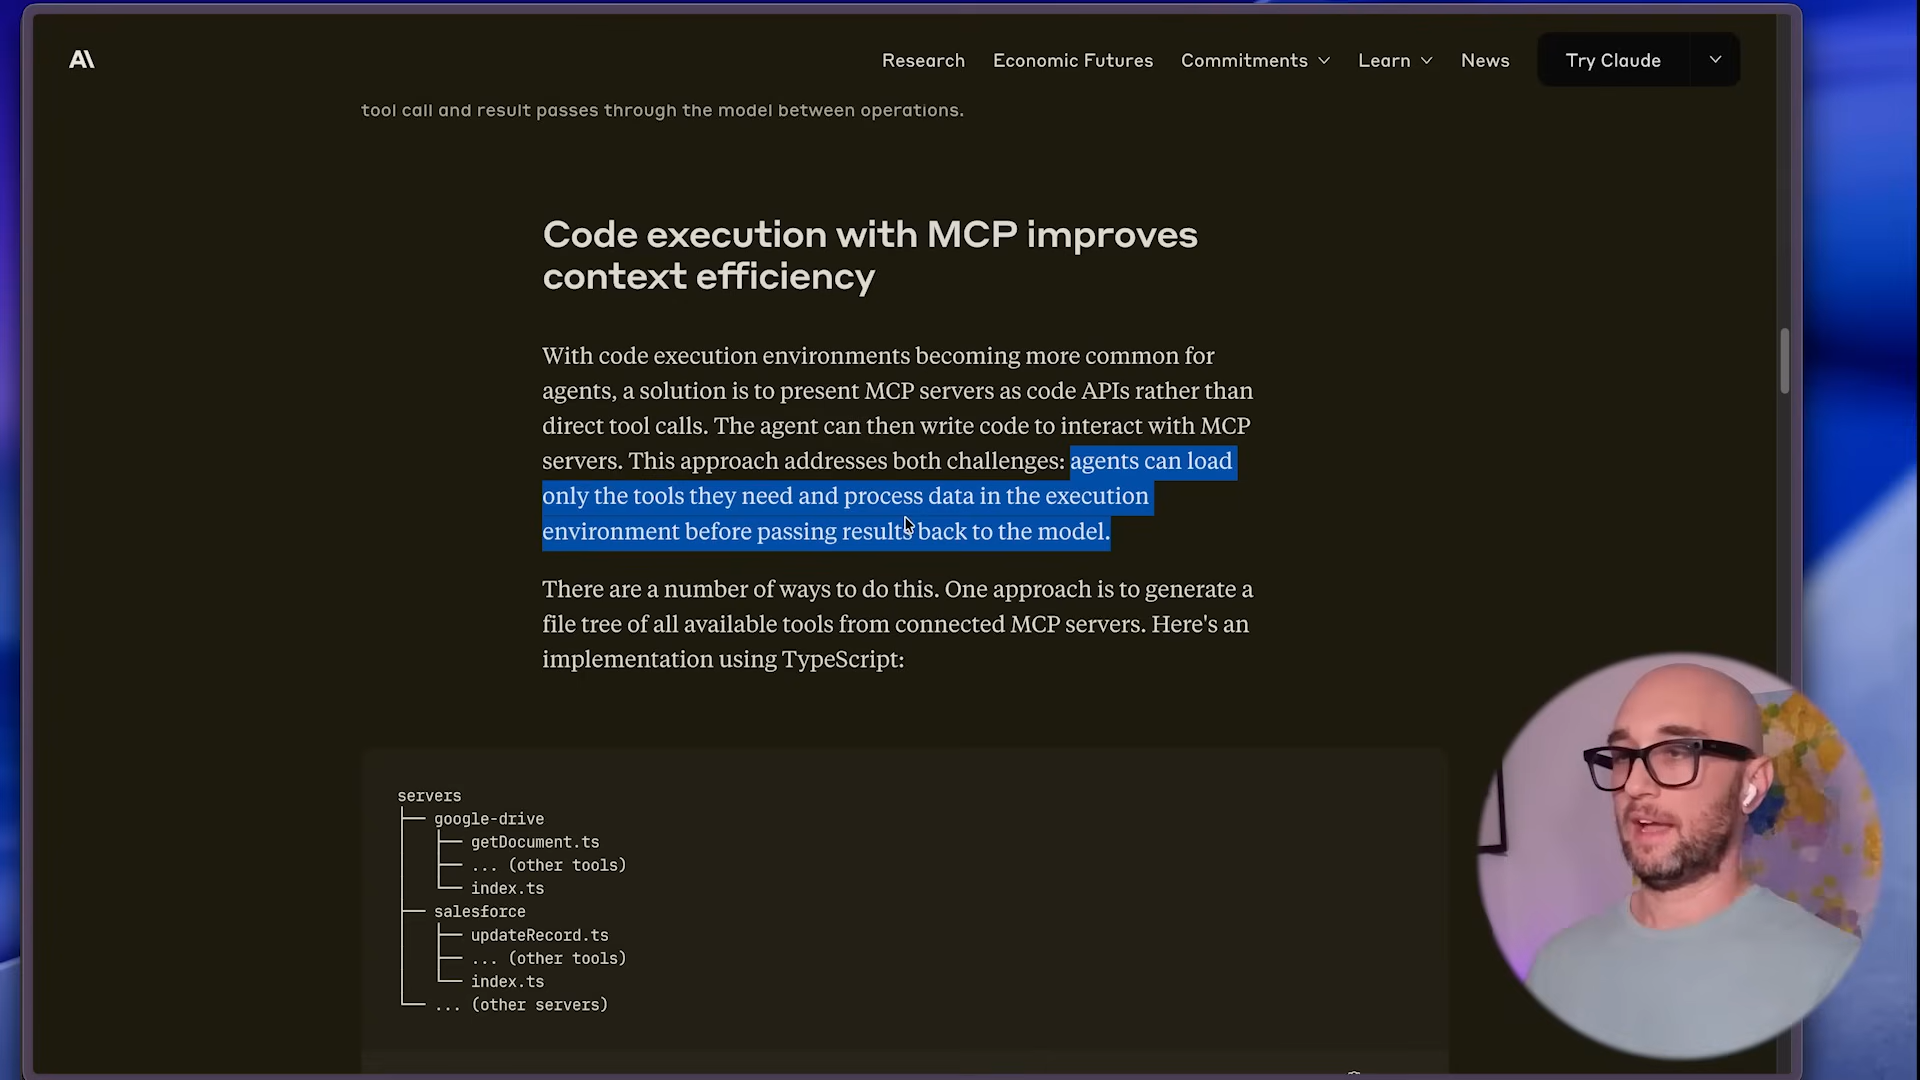 A\
Research
Economic Futures
Commitments
Learn
News
Try Claude
tool call and result passes through the model between operations.
Code execution with MCP improves
context efficiency
With code execution environments becoming more common for
agents, a solution is to present MCP servers as code APIs rather than
direct tool calls. The agent can then write code to interact with MCP
servers. This approach addresses both challenges: agents can load
only the tools they need and process data in the execution
environment before passing results back to the model.
There are a number of ways to do this. One approach is to generate a
file tree of all available tools from connected MCP servers. Here's an
implementation using TypeScript:
servers
├── google-drive
│   ├── getDocument.ts
│   ├── ... (other tools)
│   └── index.ts
├── salesforce
│   ├── updateRecord.ts
│   ├── ... (other tools)
│   └── index.ts
└── ... (other servers)